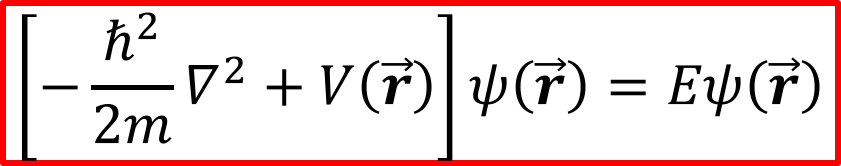 [−ℏ²/2m ∇² + V(r⃗)] ψ(r⃗) = Eψ(r⃗)